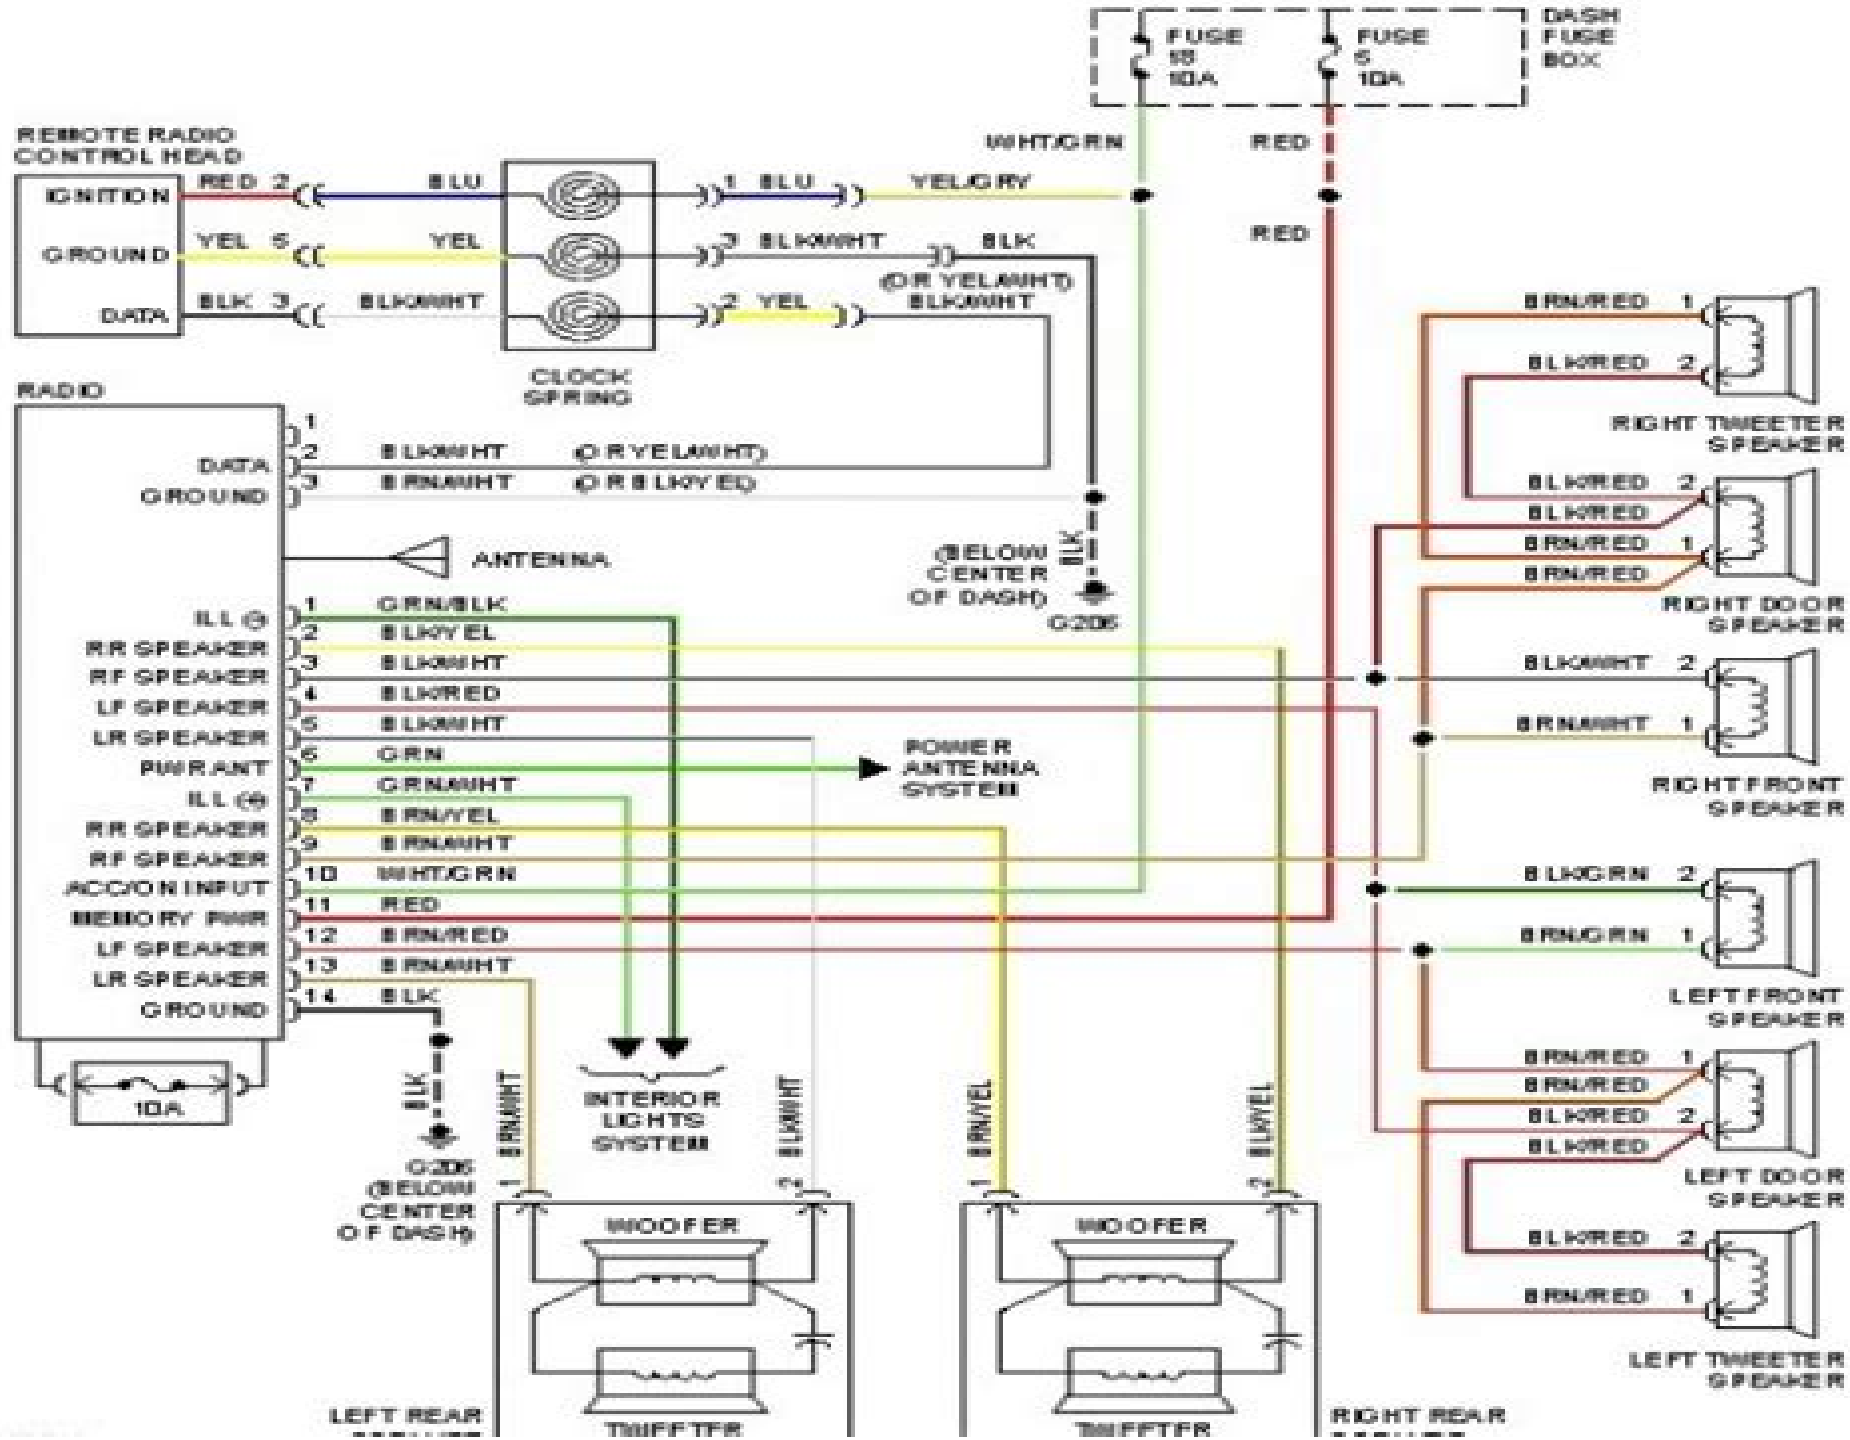 DASH
FUSE
BOX
FUSE
10A
FUSE
10A
WHT/GRN
RED
RED
REMOTE RADIO
CONTROL HEAD
IGNITION
RED 2
BLU
1 BLU
YEL/GRY
GROUND
YEL
YEL
3 BLK/WHT
BLK
(OR YEL/WHT)
DATA
BLK 3
BLK/WHT
2 YEL
BLK/WHT
CLOCK
SPRING
RADIO
1
DATA
2
BLK/WHT
(OR YEL/WHT)
GROUND
3
BRN/WHT
(OR BLK/YEL)
ANTENNA
BLK
(BELOW
CENTER
OF DASH)
G206
ILL (-)
1
GRN/BLK
RR SPEAKER
2
BLK/YEL
RF SPEAKER
3
BLK/WHT
LF SPEAKER
4
BLK/RED
LR SPEAKER
5
BLK/WHT
PWR ANT
6
GRN
POWER
ANTENNA
SYSTEM
ILL (+)
7
GRN/WHT
RR SPEAKER
8
BRN/YEL
RF SPEAKER
9
BRN/WHT
ACC/ON INPUT
10
WHT/GRN
MEMORY PWR
11
RED
LF SPEAKER
12
BRN/RED
LR SPEAKER
13
BRN/WHT
GROUND
14
BLK
10A
BLK
G206
(BELOW
CENTER
OF DASH)
INTERIOR
LIGHTS
SYSTEM
1 BRN/WHT
2 BLK/WHT
1 BRN/YEL
2 BLK/YEL
WOOFER
TWEETER
LEFT REAR
WOOFER
TWEETER
RIGHT REAR
BRN/RED 1
BLK/RED 2
RIGHT TWEETER
SPEAKER
BLK/RED 2
BLK/RED
BRN/RED 1
BRN/RED
RIGHT DOOR
SPEAKER
BLK/WHT 2
BRN/WHT 1
RIGHT FRONT
SPEAKER
BLK/GRN 2
BRN/GRN 1
LEFT FRONT
SPEAKER
BRN/RED 1
BRN/RED
BLK/RED 2
BLK/RED
LEFT DOOR
SPEAKER
BLK/RED 2
BRN/RED 1
LEFT TWEETER
SPEAKER